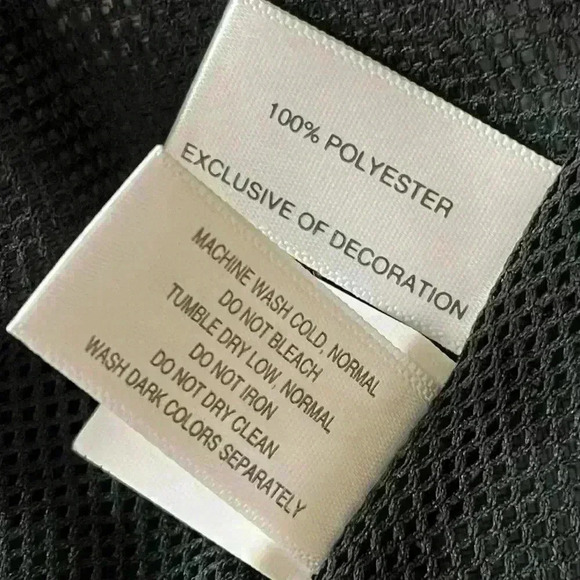 100% POLYESTER
EXCLUSIVE OF DECORATION
MACHINE WASH COLD, NORMAL
DO NOT BLEACH
TUMBLE DRY LOW, NORMAL
DO NOT IRON
DO NOT DRY CLEAN
WASH DARK COLORS SEPARATELY